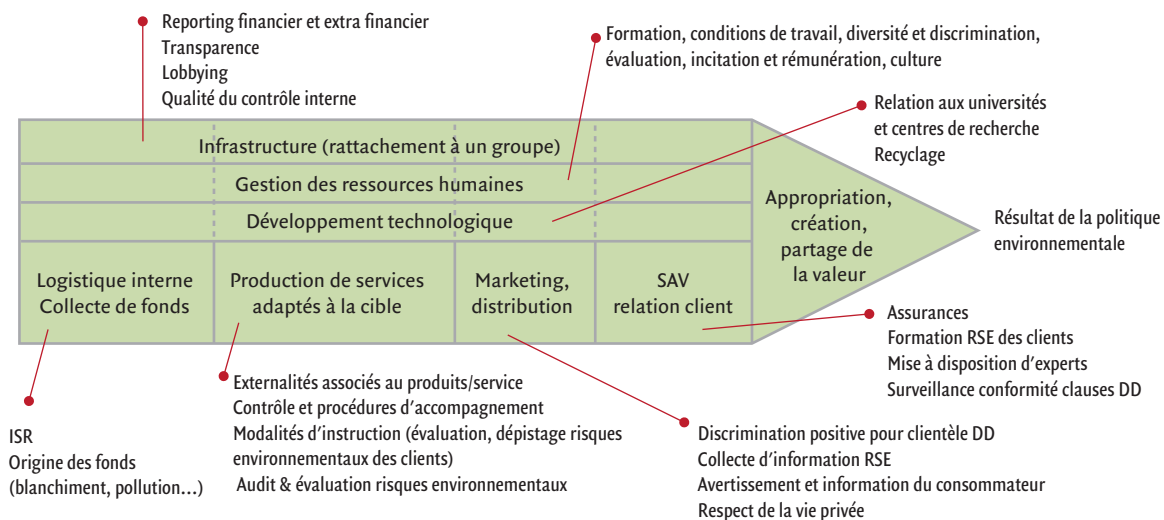 Reporting financier et extra financier
Transparence
Lobbying
Qualité du contrôle interne
Formation, conditions de travail, diversité et discrimination,
évaluation, incitation et rémunération, culture
Relation aux universités
et centres de recherche
Recyclage
Infrastructure (rattachement à un groupe)
Gestion des ressources humaines
Développement technologique
Logistique interne
Collecte de fonds
Production de services
adaptés à la cible
Marketing,
distribution
SAV
relation client
Appropriation,
création,
partage de
la valeur
Résultat de la politique
environnementale
Assurances
Formation RSE des clients
Mise à disposition d'experts
Surveillance conformité clauses DD
ISR
Origine des fonds
(blanchiment, pollution...)
Externalités associés au produits/service
Contrôle et procédures d'accompagnement
Modalités d'instruction (évaluation, dépistage risques
environnementaux des clients)
Audit & évaluation risques environnementaux
Discrimination positive pour clientèle DD
Collecte d'information RSE
Avertissement et information du consommateur
Respect de la vie privée